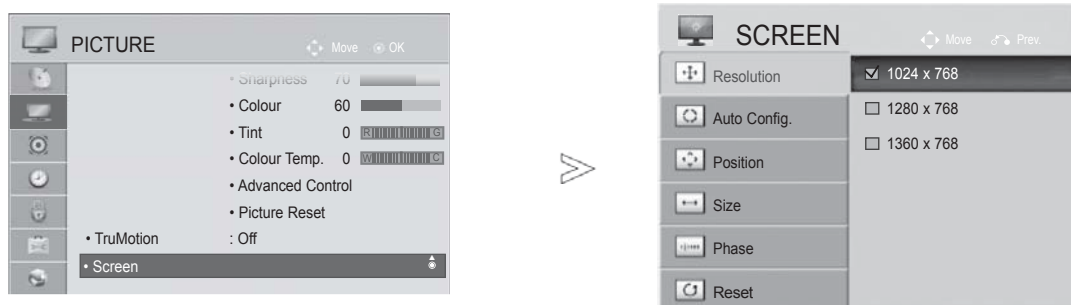 PICTURE
Move OK
• Sharpness 70
• Colour 60
• Tint 0 R G
• Colour Temp. 0 W C
• Advanced Control
• Picture Reset
• TruMotion : Off
• Screen
SCREEN
Move Prev.
Resolution
1024 x 768
Auto Config.
1280 x 768
Position
1360 x 768
Size
Phase
Reset